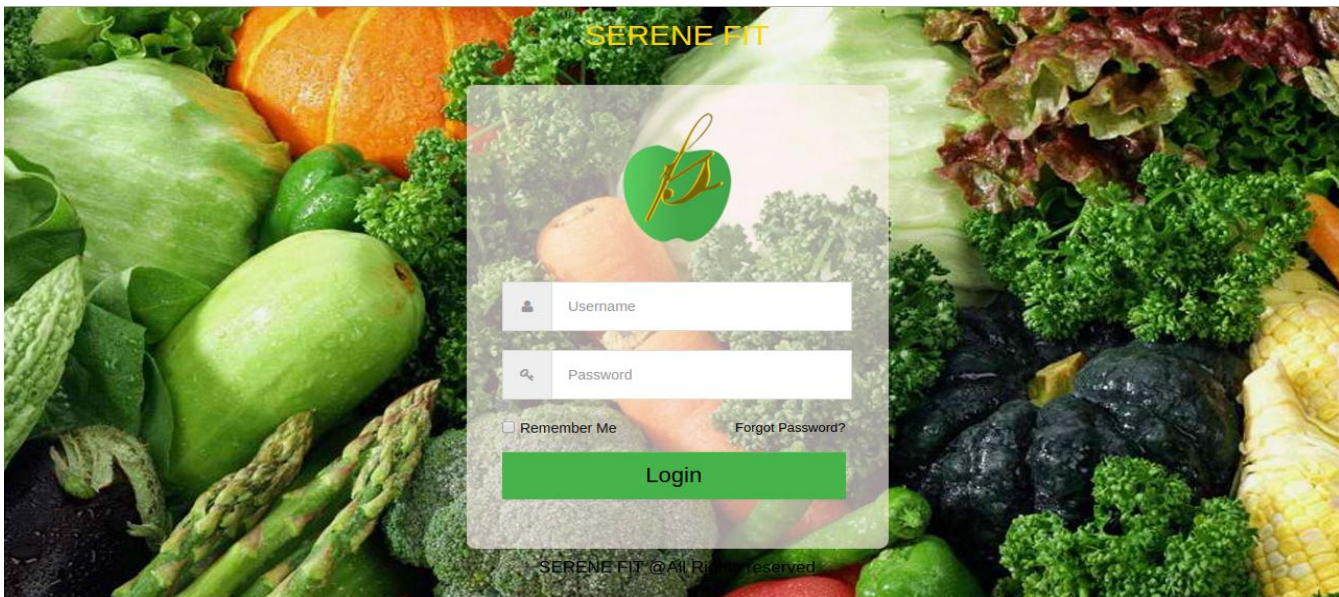 SERENE FIT
Username
Password
Remember Me Forgot Password?
Login
SERENE FIT @All Rights reserved